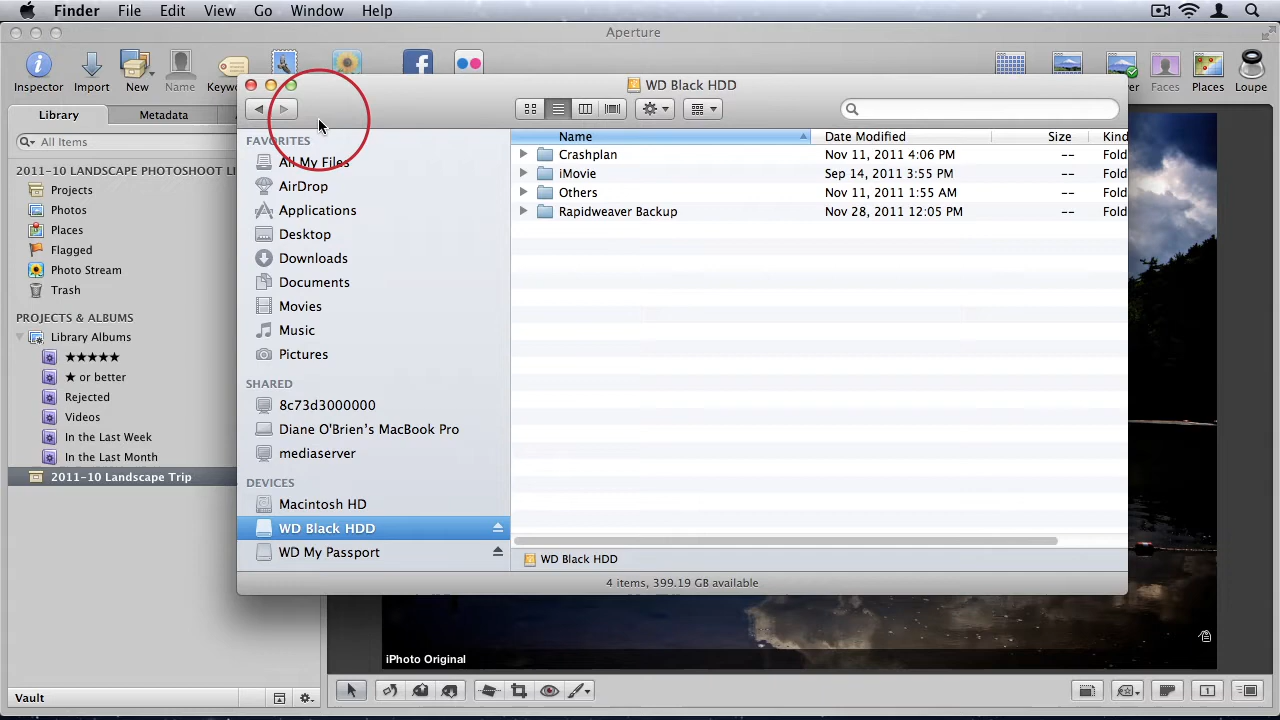 Finder File Edit View Go Window Help
Aperture
Inspector Import New Name Faces Places Loupe
Library Metadata
All Items
2011-10 LANDSCAPE PHOTOSHOOT
Projects
Photos
Places
Flagged
Photo Stream
Trash
PROJECTS & ALBUMS
Library Albums
★★★★★
★ or better
Rejected
Videos
In the Last Week
In the Last Month
2011-10 Landscape Trip
Vault
WD Black HDD
FAVORITES
All My Files
AirDrop
Applications
Desktop
Downloads
Documents
Movies
Music
Pictures
SHARED
8c73d3000000
Diane O'Brien's MacBook Pro
mediaserver
DEVICES
Macintosh HD
WD Black HDD
WD My Passport
Name Date Modified Size Kind
Crashplan Nov 11, 2011 4:06 PM -- Fold
iMovie Sep 14, 2011 3:55 PM -- Fold
Others Nov 11, 2011 1:55 AM -- Fold
Rapidweaver Backup Nov 28, 2011 12:05 PM -- Fold
WD Black HDD
4 items, 399.19 GB available
iPhoto Original